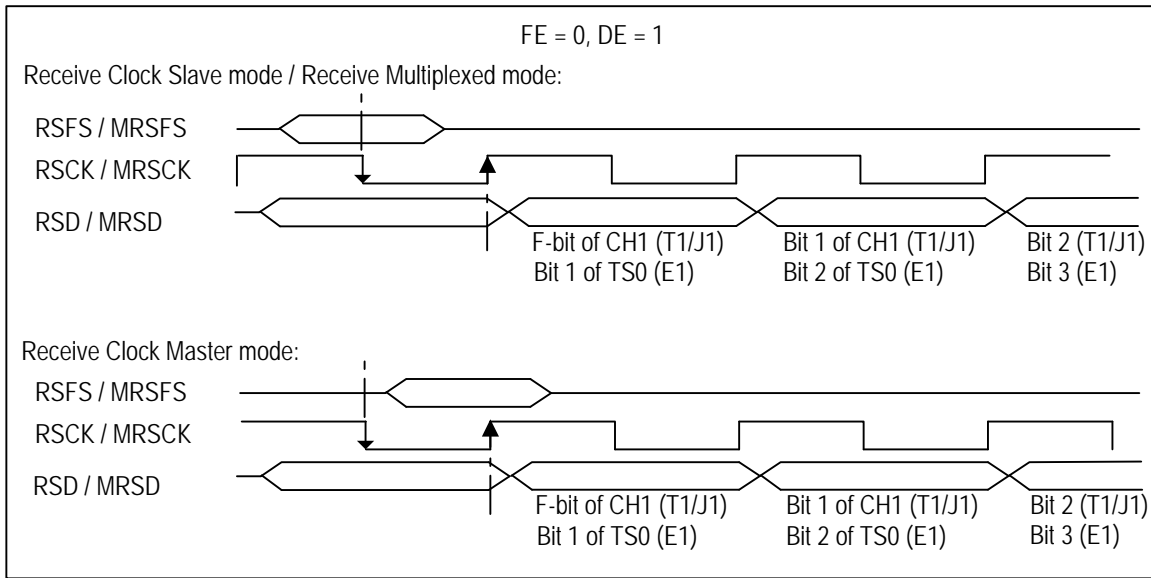 FE = 0, DE = 1
Receive Clock Slave mode / Receive Multiplexed mode:
RSFS / MRSFS
RSCK / MRSCK
RSD / MRSD
F-bit of CH1 (T1/J1) Bit 1 of CH1 (T1/J1) Bit 2 (T1/J1)
Bit 1 of TS0 (E1) Bit 2 of TS0 (E1) Bit 3 (E1)
Receive Clock Master mode:
RSFS / MRSFS
RSCK / MRSCK
RSD / MRSD
F-bit of CH1 (T1/J1) Bit 1 of CH1 (T1/J1) Bit 2 (T1/J1)
Bit 1 of TS0 (E1) Bit 2 of TS0 (E1) Bit 3 (E1)